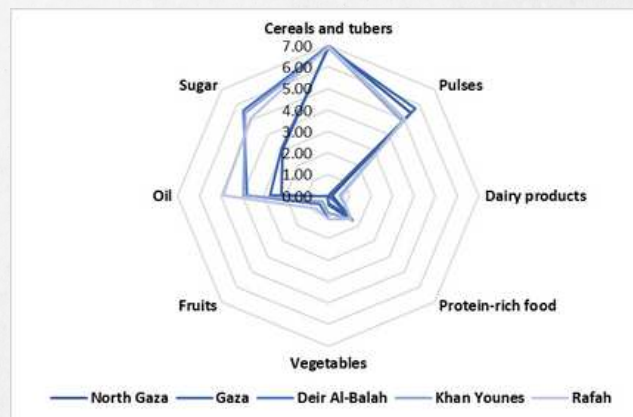 Cereals and tubers
7.00
6.00
5.00
4.00
3.00
2.00
1.00
0.00
Pulses
Dairy products
Protein-rich food
Vegetables
Fruits
Oil
Sugar
North Gaza Gaza Deir Al-Balah Khan Younes Rafah